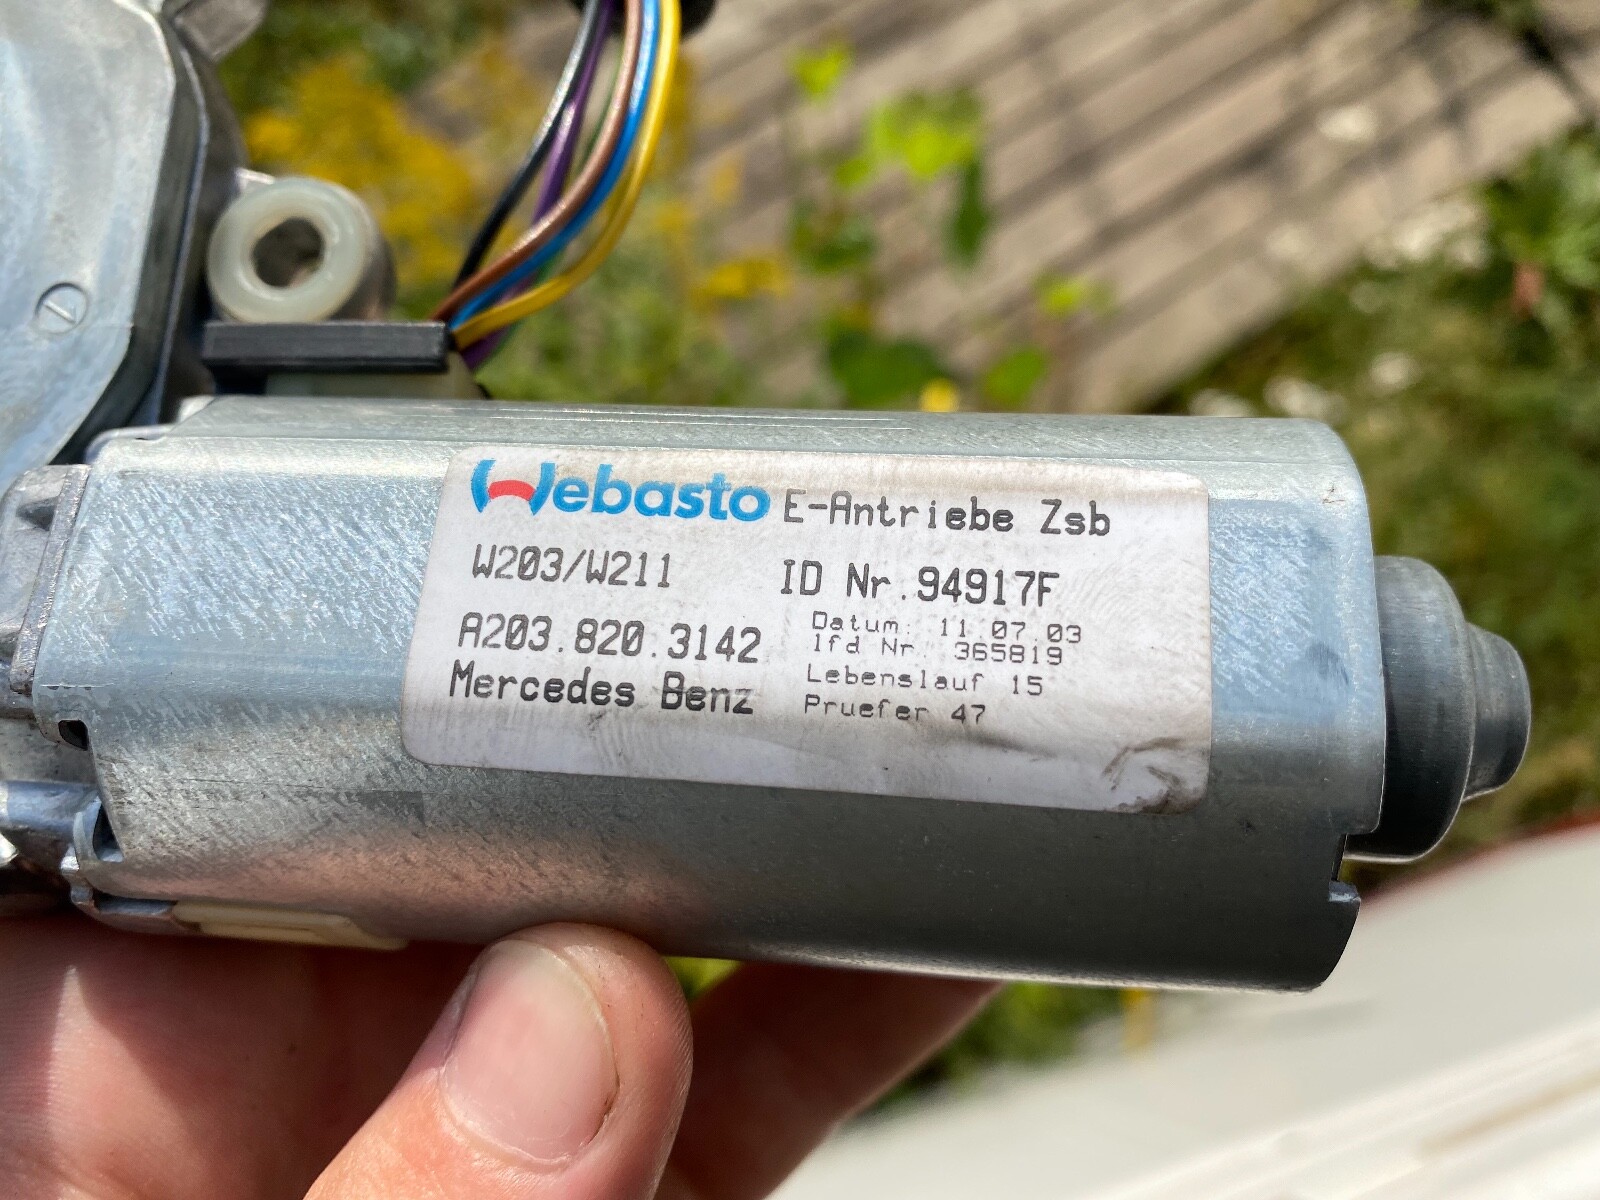 Webasto E-Antriebe Zsb
W203/W211 ID Nr.94917F
A203.820.3142
Mercedes Benz
Datum: 11.07.03
lfd Nr. 365819
Lebenslauf 15
Pruefer 47